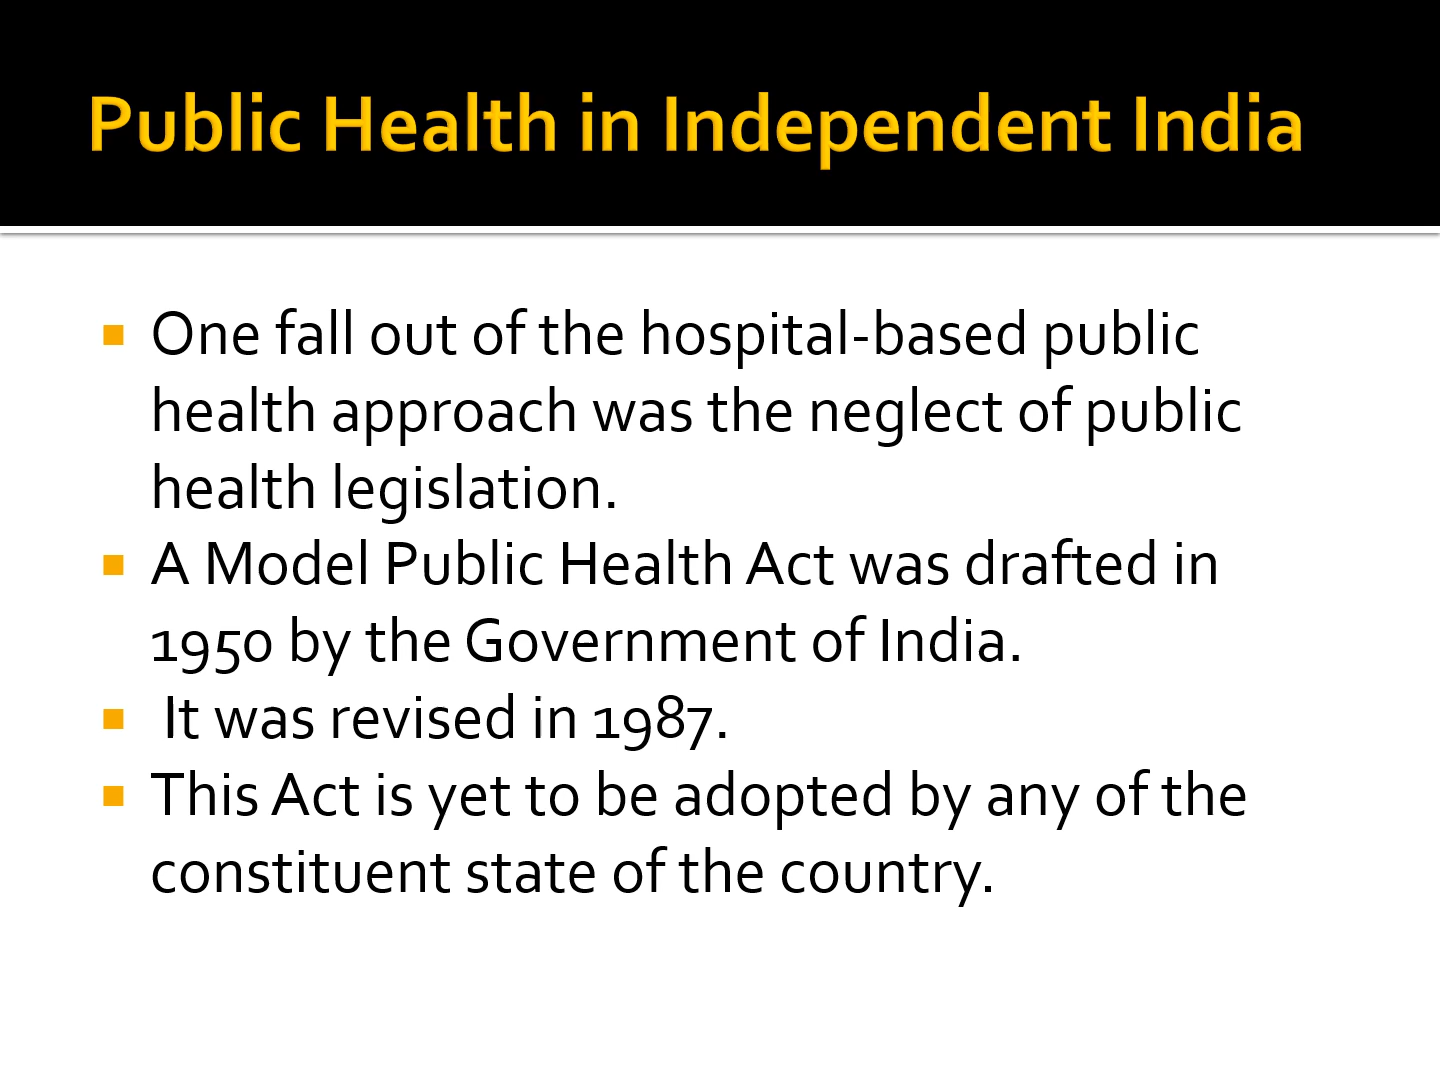 Public Health in Independent India
One fall out of the hospital-based public
health approach was the neglect of public
health legislation.
A Model Public Health Act was drafted in
1950 by the Government of India.
It was revised in 1987.
This Act is yet to be adopted by any of the
constituent state of the country.